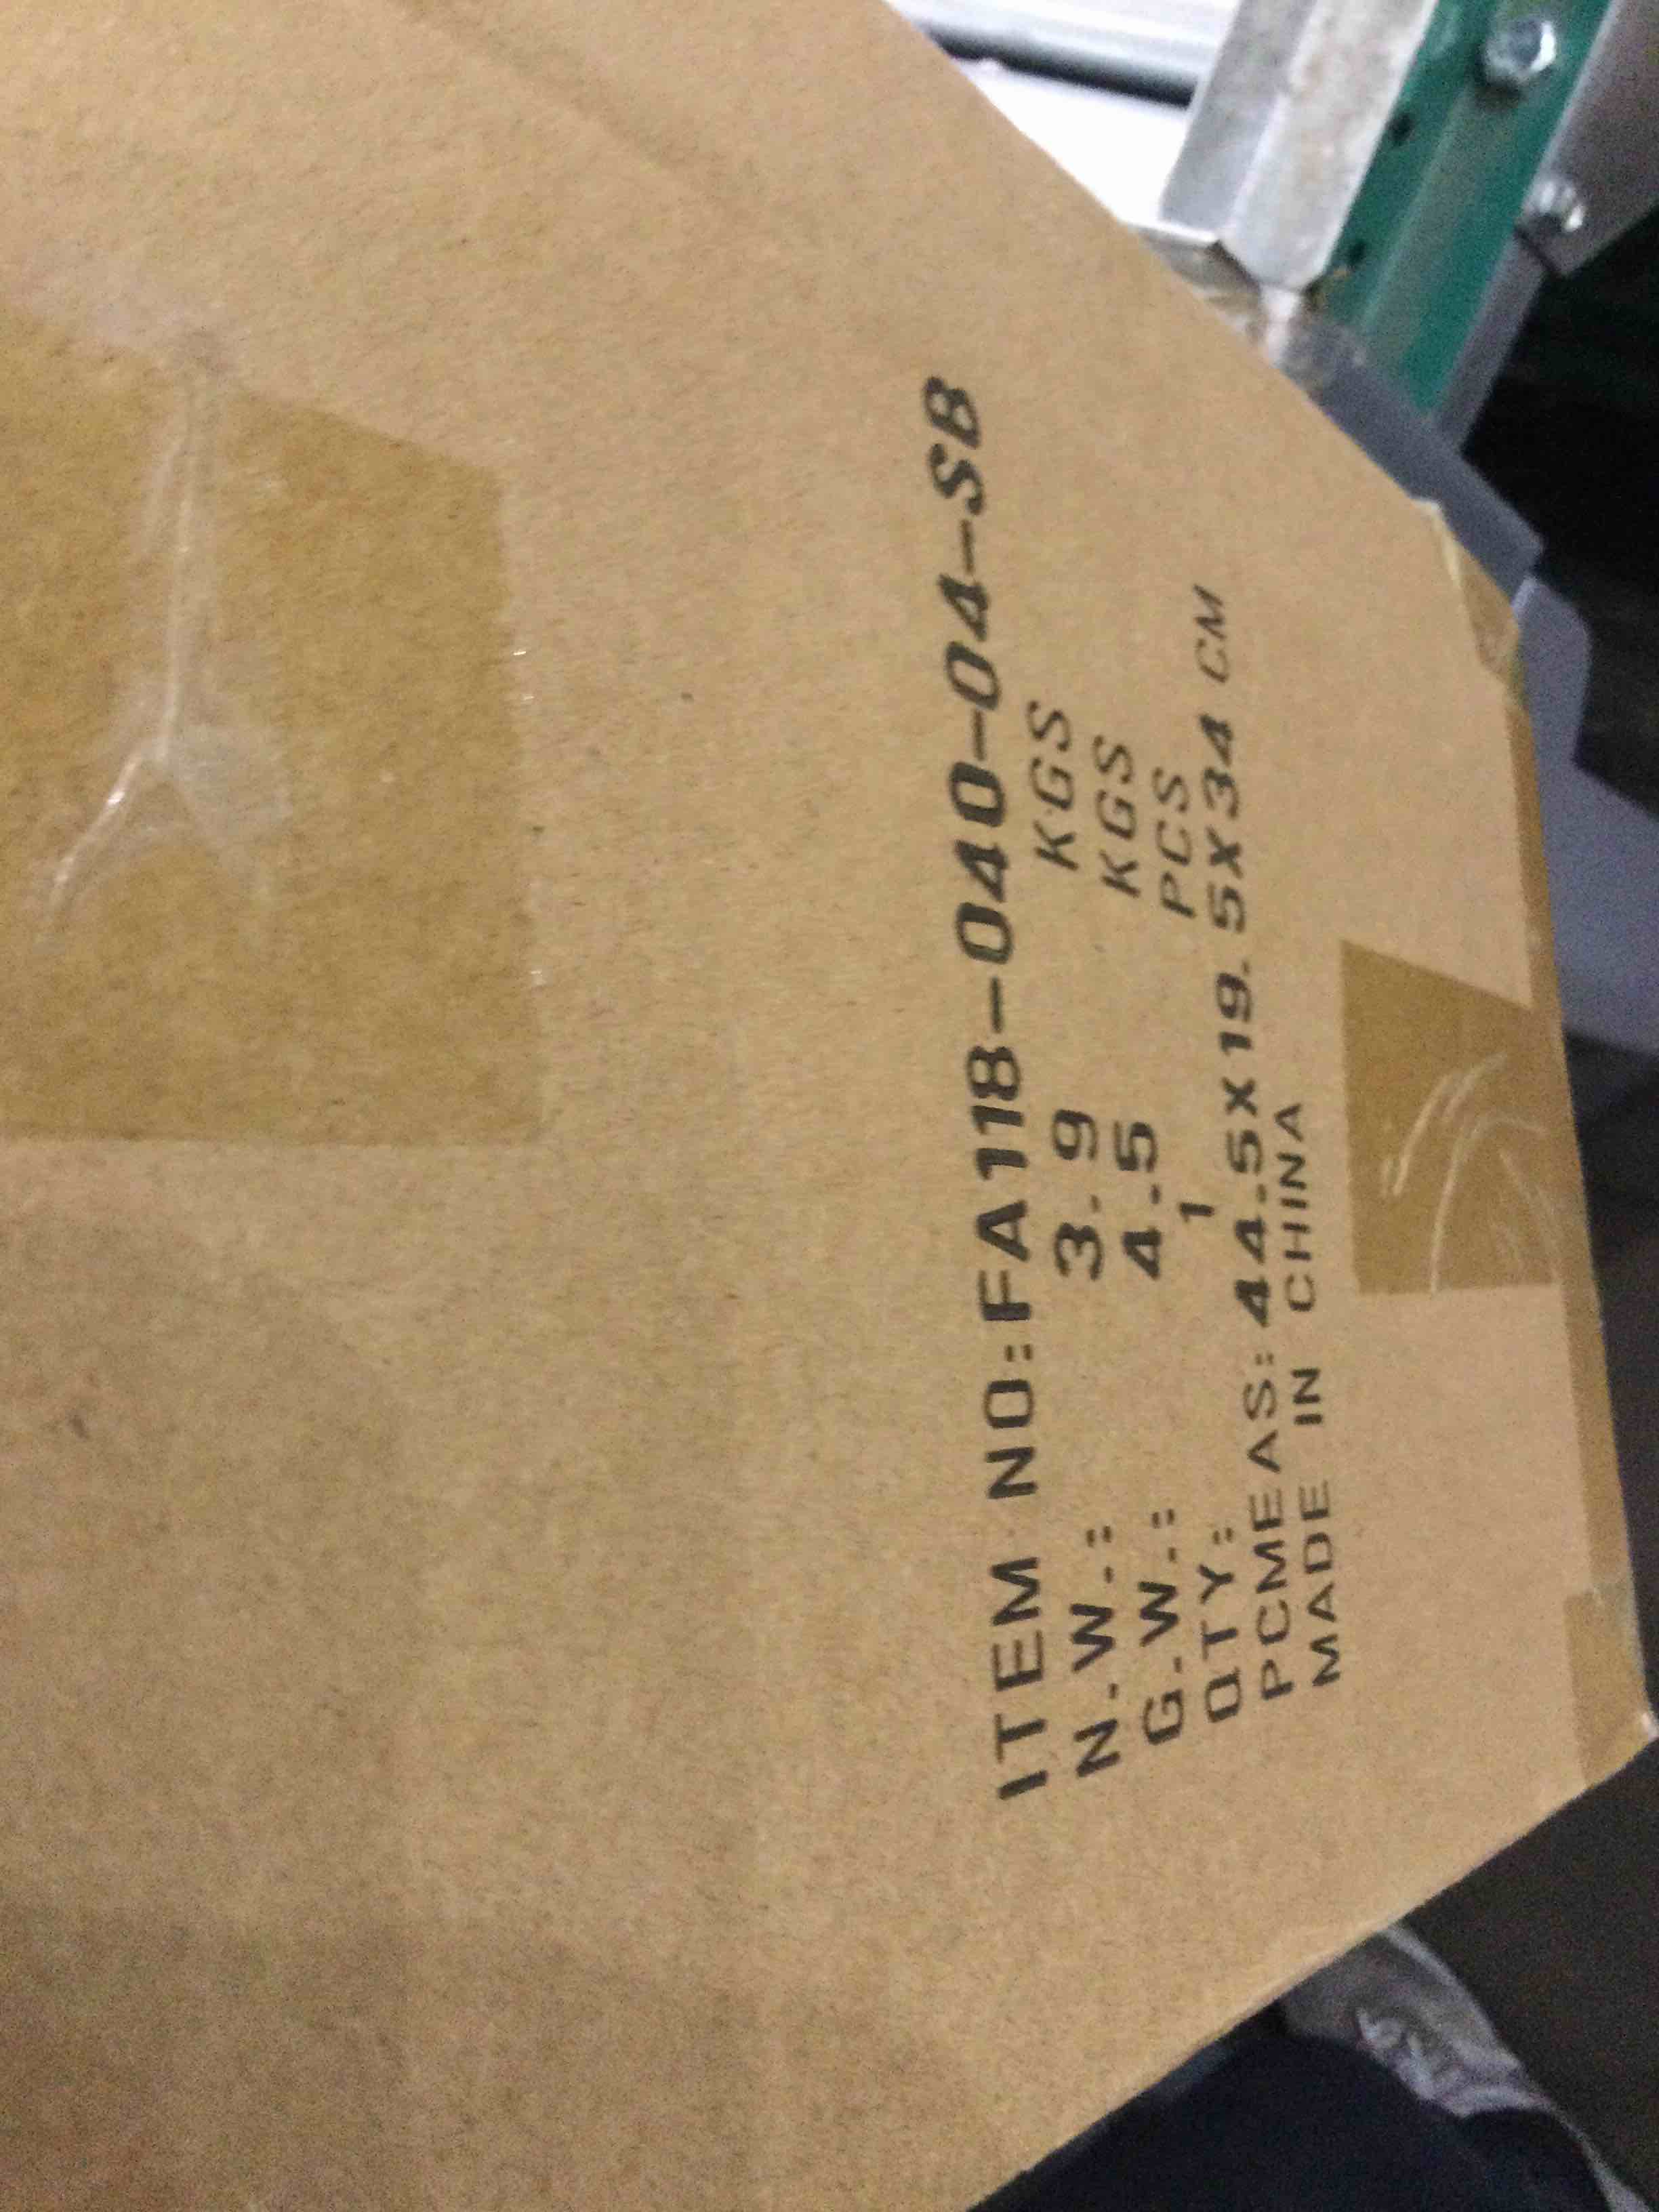 ITEM NO:FA118-040-04-SB
N.W.: 3.9 KGS
G.W.: 4.5 KGS
QTY: 1 PCS
PCMEAS: 44.5X19.5X34 CM
MADE IN CHINA